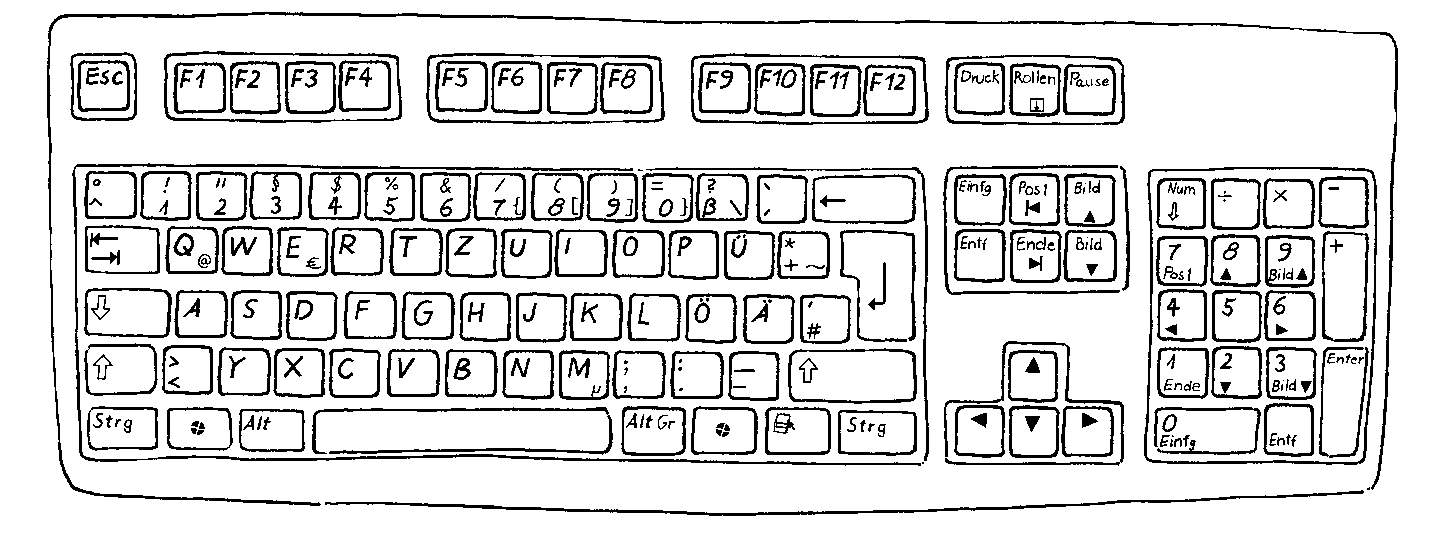 Esc F1 F2 F3 F4 F5 F6 F7 F8 F9 F10 F11 F12 Druck Rollen Pause
° ! " § $ % & / ( ) = ? ` Einfg Pos1 Bild Num ÷ × -
^ 1 2 3 4 5 6 7 { 8 [ 9 ] 0 } ß \ ´ ← ▲ ⇩
Q @ W E € R T Z U I O P Ü * + ~ Entf Ende Bild ▼ 7 Pos1 8 ▲ 9 Bild ▲ +
⇩ A S D F G H J K L Ö Ä ' # 4 ◄ 5 6 ►
⇧ > < Y X C V B N M µ ; , : . — – ⇧ ▲ 1 Ende 2 ▼ 3 Bild ▼ Enter
Strg Alt Alt Gr Strg ◄ ▼ ► 0 Einfg Entf